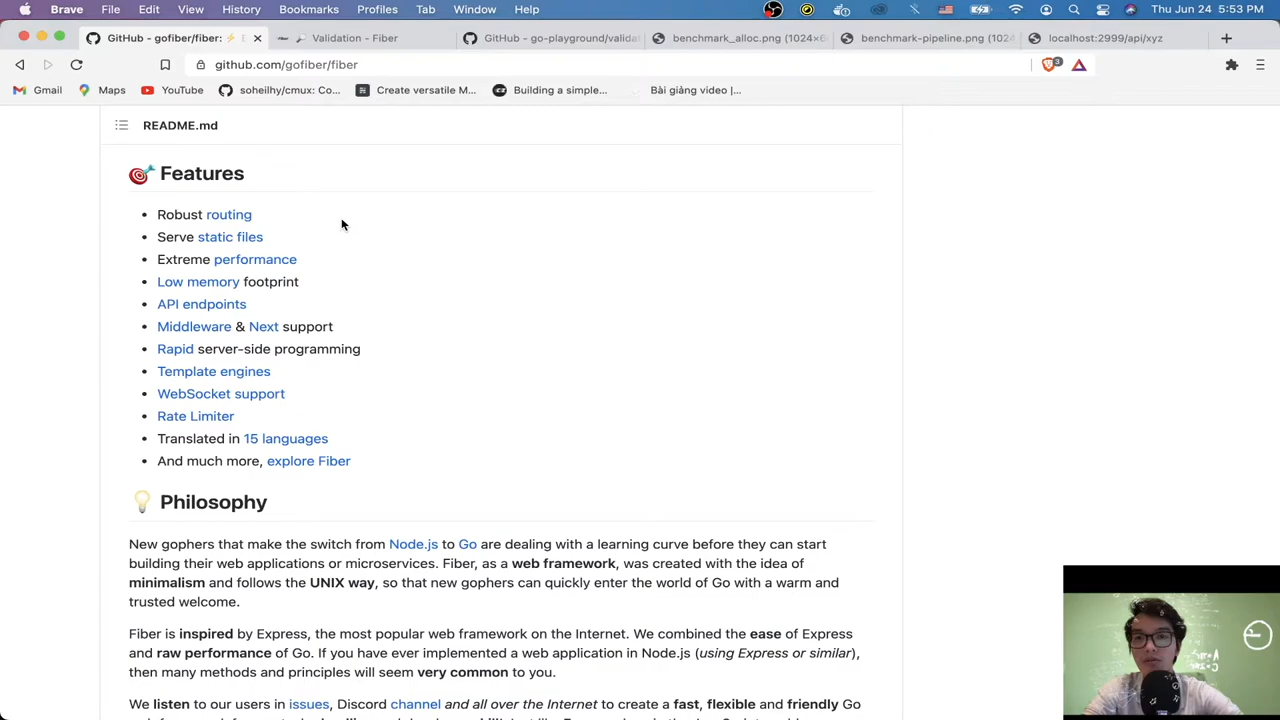 Brave File Edit View History Bookmarks Profiles Tab Window Help Thu Jun 24 5:53 PM
GitHub - gofiber/fiber: Validation - Fiber GitHub - go-playground/valida benchmark_alloc.png (1024×6 benchmark-pipeline.png (1024 localhost:2999/api/xyz
github.com/gofiber/fiber 3
Gmail Maps YouTube soheilhy/cmux: Co... Create versatile M... Building a simple... Bài giảng video |...
README.md
Features
• Robust routing
• Serve static files
• Extreme performance
• Low memory footprint
• API endpoints
• Middleware & Next support
• Rapid server-side programming
• Template engines
• WebSocket support
• Rate Limiter
• Translated in 15 languages
• And much more, explore Fiber
Philosophy
New gophers that make the switch from Node.js to Go are dealing with a learning curve before they can start
building their web applications or microservices. Fiber, as a web framework, was created with the idea of
minimalism and follows the UNIX way, so that new gophers can quickly enter the world of Go with a warm and
trusted welcome.
Fiber is inspired by Express, the most popular web framework on the Internet. We combined the ease of Express
and raw performance of Go. If you have ever implemented a web application in Node.js (using Express or similar),
then many methods and principles will seem very common to you.
We listen to our users in issues, Discord channel and all over the Internet to create a fast, flexible and friendly Go